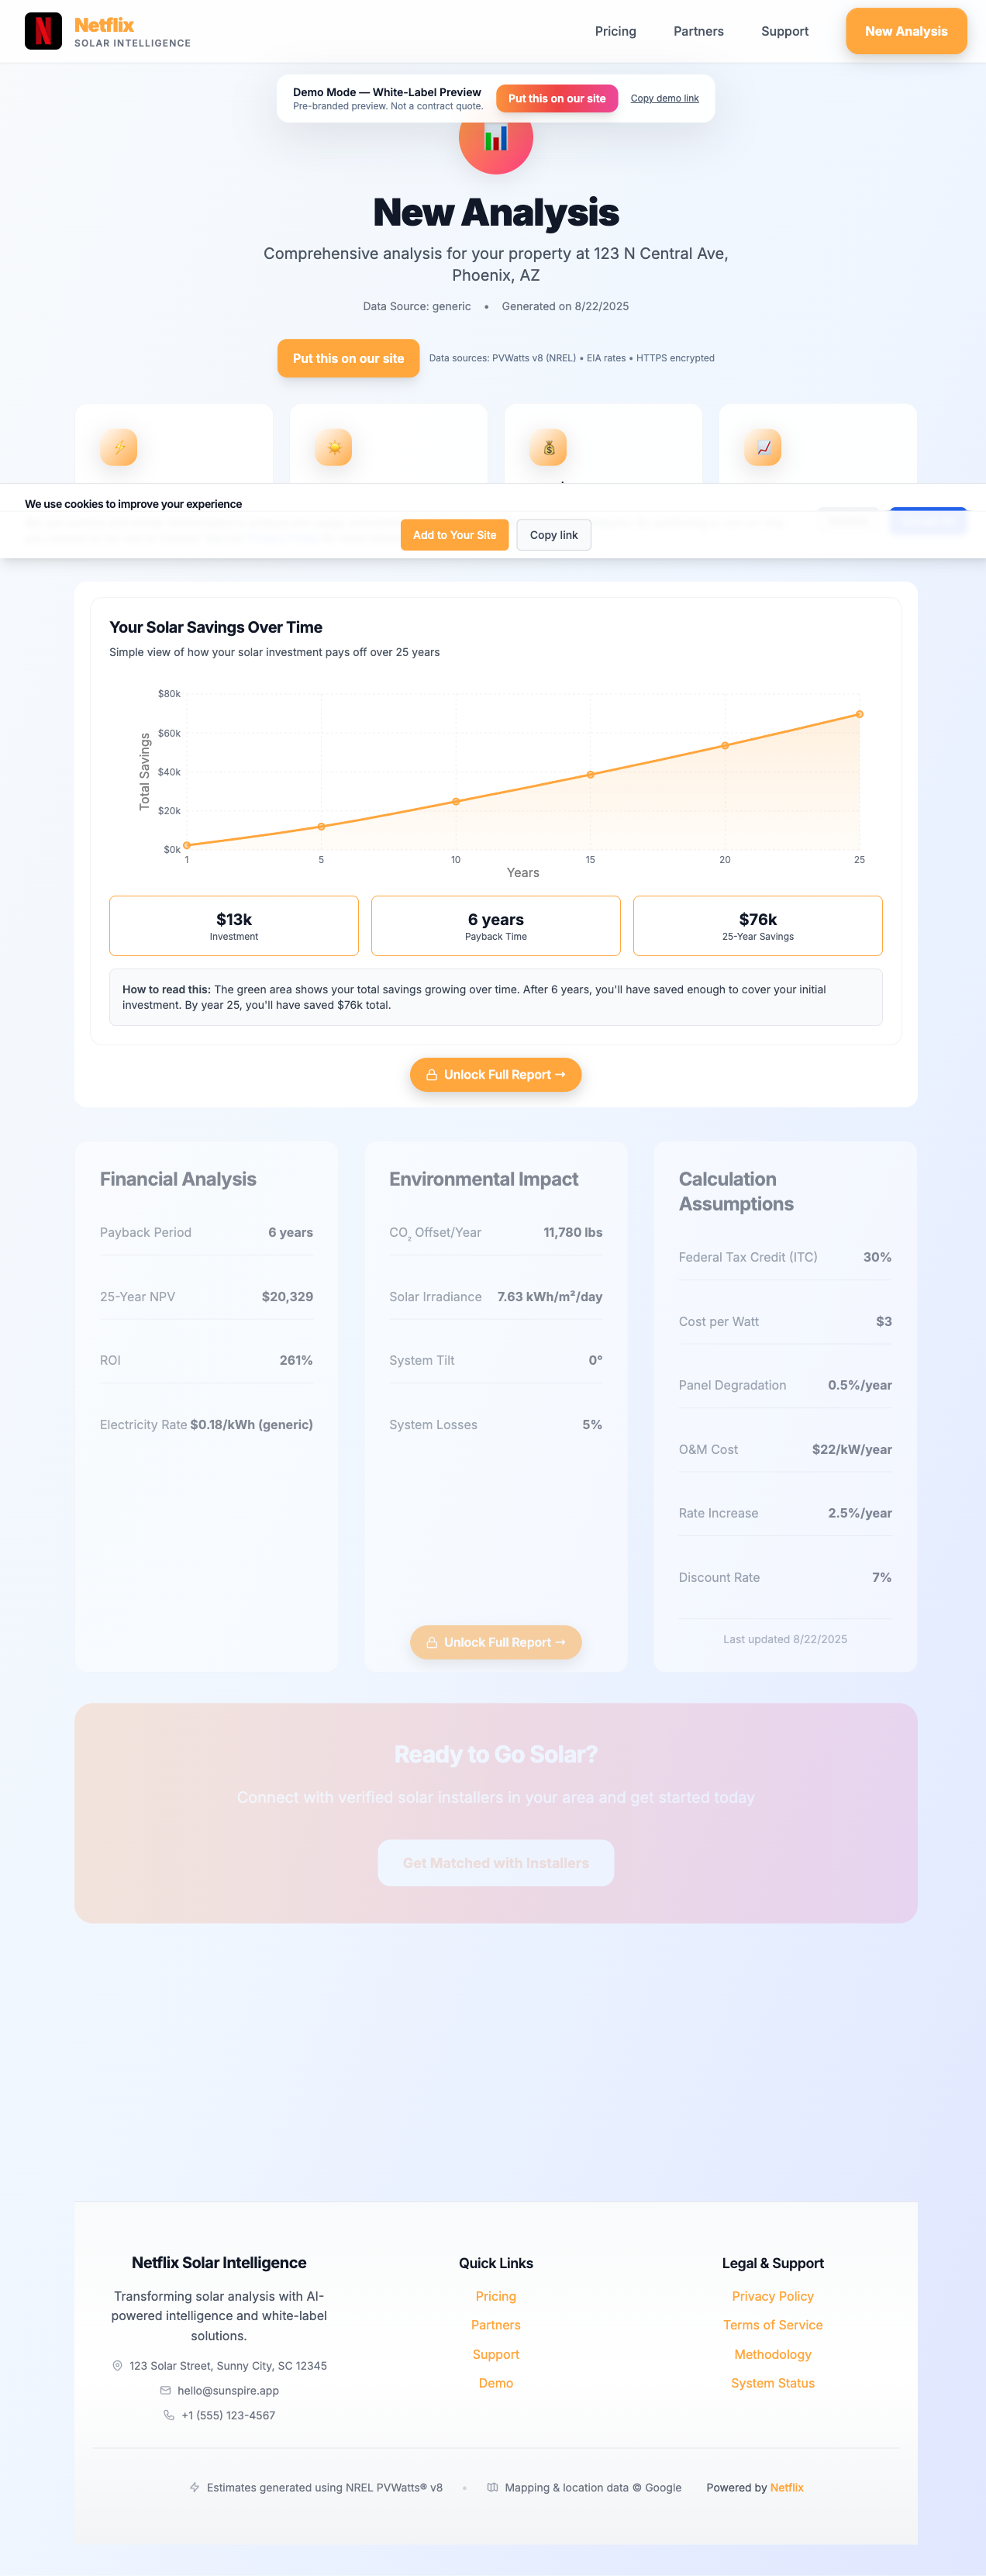 Netflix
SOLAR INTELLIGENCE
Pricing
Partners
Support
New Analysis
Demo Mode — White-Label Preview
Pre-branded preview. Not a contract quote.
Put this on our site
Copy demo link
New Analysis
Comprehensive analysis for your property at 123 N Central Ave,
Phoenix, AZ
Data Source: generic • Generated on 8/22/2025
Put this on our site
Data sources: PVWatts v8 (NREL) • EIA rates • HTTPS encrypted
We use cookies to improve your experience
Add to Your Site
Copy link
Your Solar Savings Over Time
Simple view of how your solar investment pays off over 25 years
$80k
$60k
$40k
$20k
$0k
Total Savings
1 5 10 15 20 25
Years
$13k
Investment
6 years
Payback Time
$76k
25-Year Savings
How to read this: The green area shows your total savings growing over time. After 6 years, you'll have saved enough to cover your initial
investment. By year 25, you'll have saved $76k total.
Unlock Full Report →
Financial Analysis
Payback Period 6 years
25-Year NPV $20,329
ROI 261%
Electricity Rate $0.18/kWh (generic)
Environmental Impact
CO₂ Offset/Year 11,780 lbs
Solar Irradiance 7.63 kWh/m²/day
System Tilt 0°
System Losses 5%
Unlock Full Report →
Calculation
Assumptions
Federal Tax Credit (ITC) 30%
Cost per Watt $3
Panel Degradation 0.5%/year
O&M Cost $22/kW/year
Rate Increase 2.5%/year
Discount Rate 7%
Last updated 8/22/2025
Ready to Go Solar?
Connect with verified solar installers in your area and get started today
Get Matched with Installers
Netflix Solar Intelligence
Transforming solar analysis with AI-
powered intelligence and white-label
solutions.
123 Solar Street, Sunny City, SC 12345
hello@sunspire.app
+1 (555) 123-4567
Quick Links
Pricing
Partners
Support
Demo
Legal & Support
Privacy Policy
Terms of Service
Methodology
System Status
Estimates generated using NREL PVWatts® v8 • Mapping & location data © Google Powered by Netflix